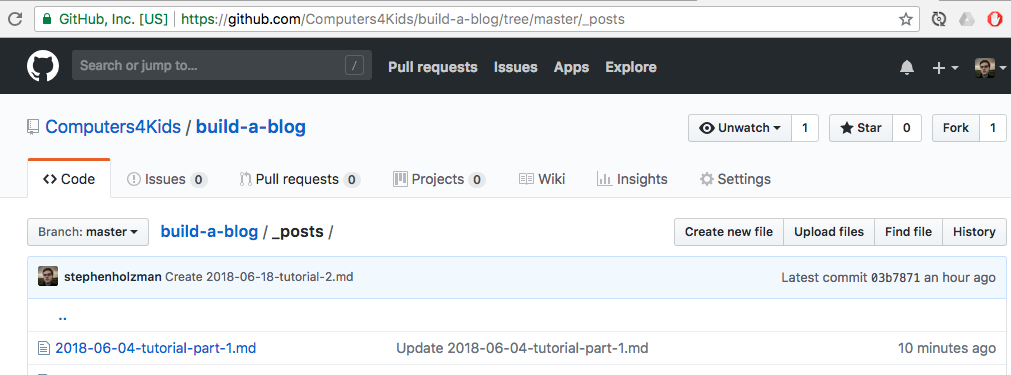 GitHub, Inc. [US] | https://github.com/Computers4Kids/build-a-blog/tree/master/_posts
Search or jump to... / Pull requests Issues Apps Explore
Computers4Kids / build-a-blog Unwatch 1 Star 0 Fork 1
Code Issues 0 Pull requests 0 Projects 0 Wiki Insights Settings
Branch: master build-a-blog / _posts / Create new file Upload files Find file History
stephenholzman Create 2018-06-18-tutorial-2.md Latest commit 03b7871 an hour ago
..
2018-06-04-tutorial-part-1.md Update 2018-06-04-tutorial-part-1.md 10 minutes ago